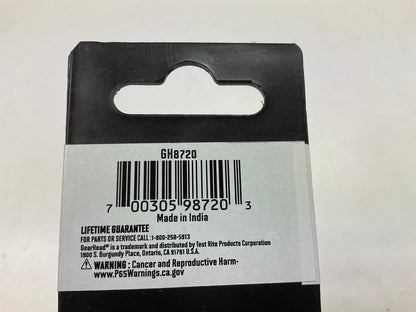 GH8720
7 00305 98720 3
Made in India
LIFETIME GUARANTEE
FOR PARTS OR SERVICE CALL :1-800-258-5913
GearHead® is a trademark and distributed by Test Rite Products Corporation
1900 S. Burgundy Place, Ontario, CA 91761 U.S.A.
WARNING: Cancer and Reproductive Harm-
www.P65Warnings.ca.gov